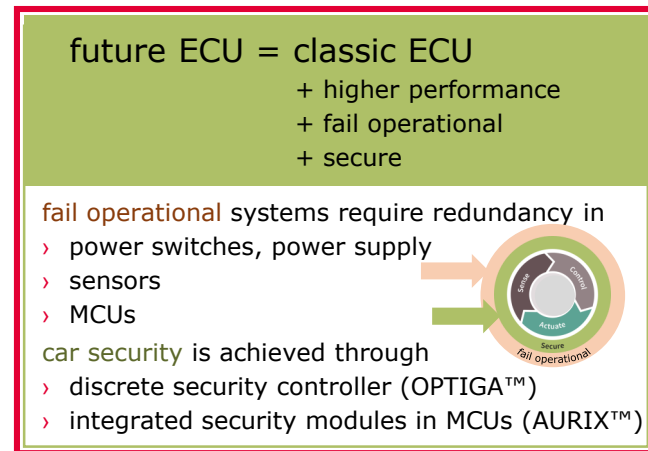 future ECU = classic ECU
+ higher performance
+ fail operational
+ secure
fail operational systems require redundancy in
› power switches, power supply
› sensors
› MCUs
car security is achieved through
› discrete security controller (OPTIGA™)
› integrated security modules in MCUs (AURIX™)
Sense
Control
Actuate
Secure
fail operational